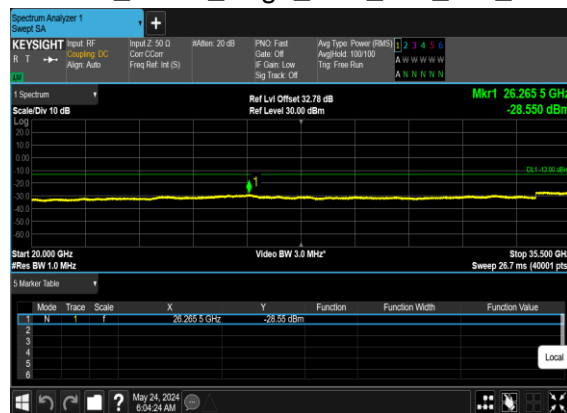 Spectrum Analyzer 1
Swept SA
+
KEYSIGHT
R T
Input: RF
Coupling: DC
Align: Auto
Input Z: 50 Ω
Corr CCorr
Freq Ref: Int (S)
#Atten: 20 dB
PNO: Fast
Gate: Off
IF Gain: Low
Sig Track: Off
Avg Type: Power (RMS)
Avg|Hold: 100/100
Trig: Free Run
1 2 3 4 5 6
A W W W W W
A N N N N N
1 Spectrum
Scale/Div 10 dB
Ref Lvl Offset 32.78 dB
Ref Level 30.00 dBm
Mkr1 26.265 5 GHz
-28.550 dBm
Log
20.0
10.0
0.00
-10.0
-20.0
-30.0
-40.0
-50.0
-60.0
DL1 -13.00 dBm
1
Start 20.000 GHz
#Res BW 1.0 MHz
Video BW 3.0 MHz*
Stop 35.500 GHz
Sweep 26.7 ms (40001 pts)
5 Marker Table
Mode Trace Scale X Y Function Function Width Function Value
1 N 1 f 26.265 5 GHz -28.55 dBm
2
3
4
5
6
Local
?
May 24, 2024
6:04:24 AM